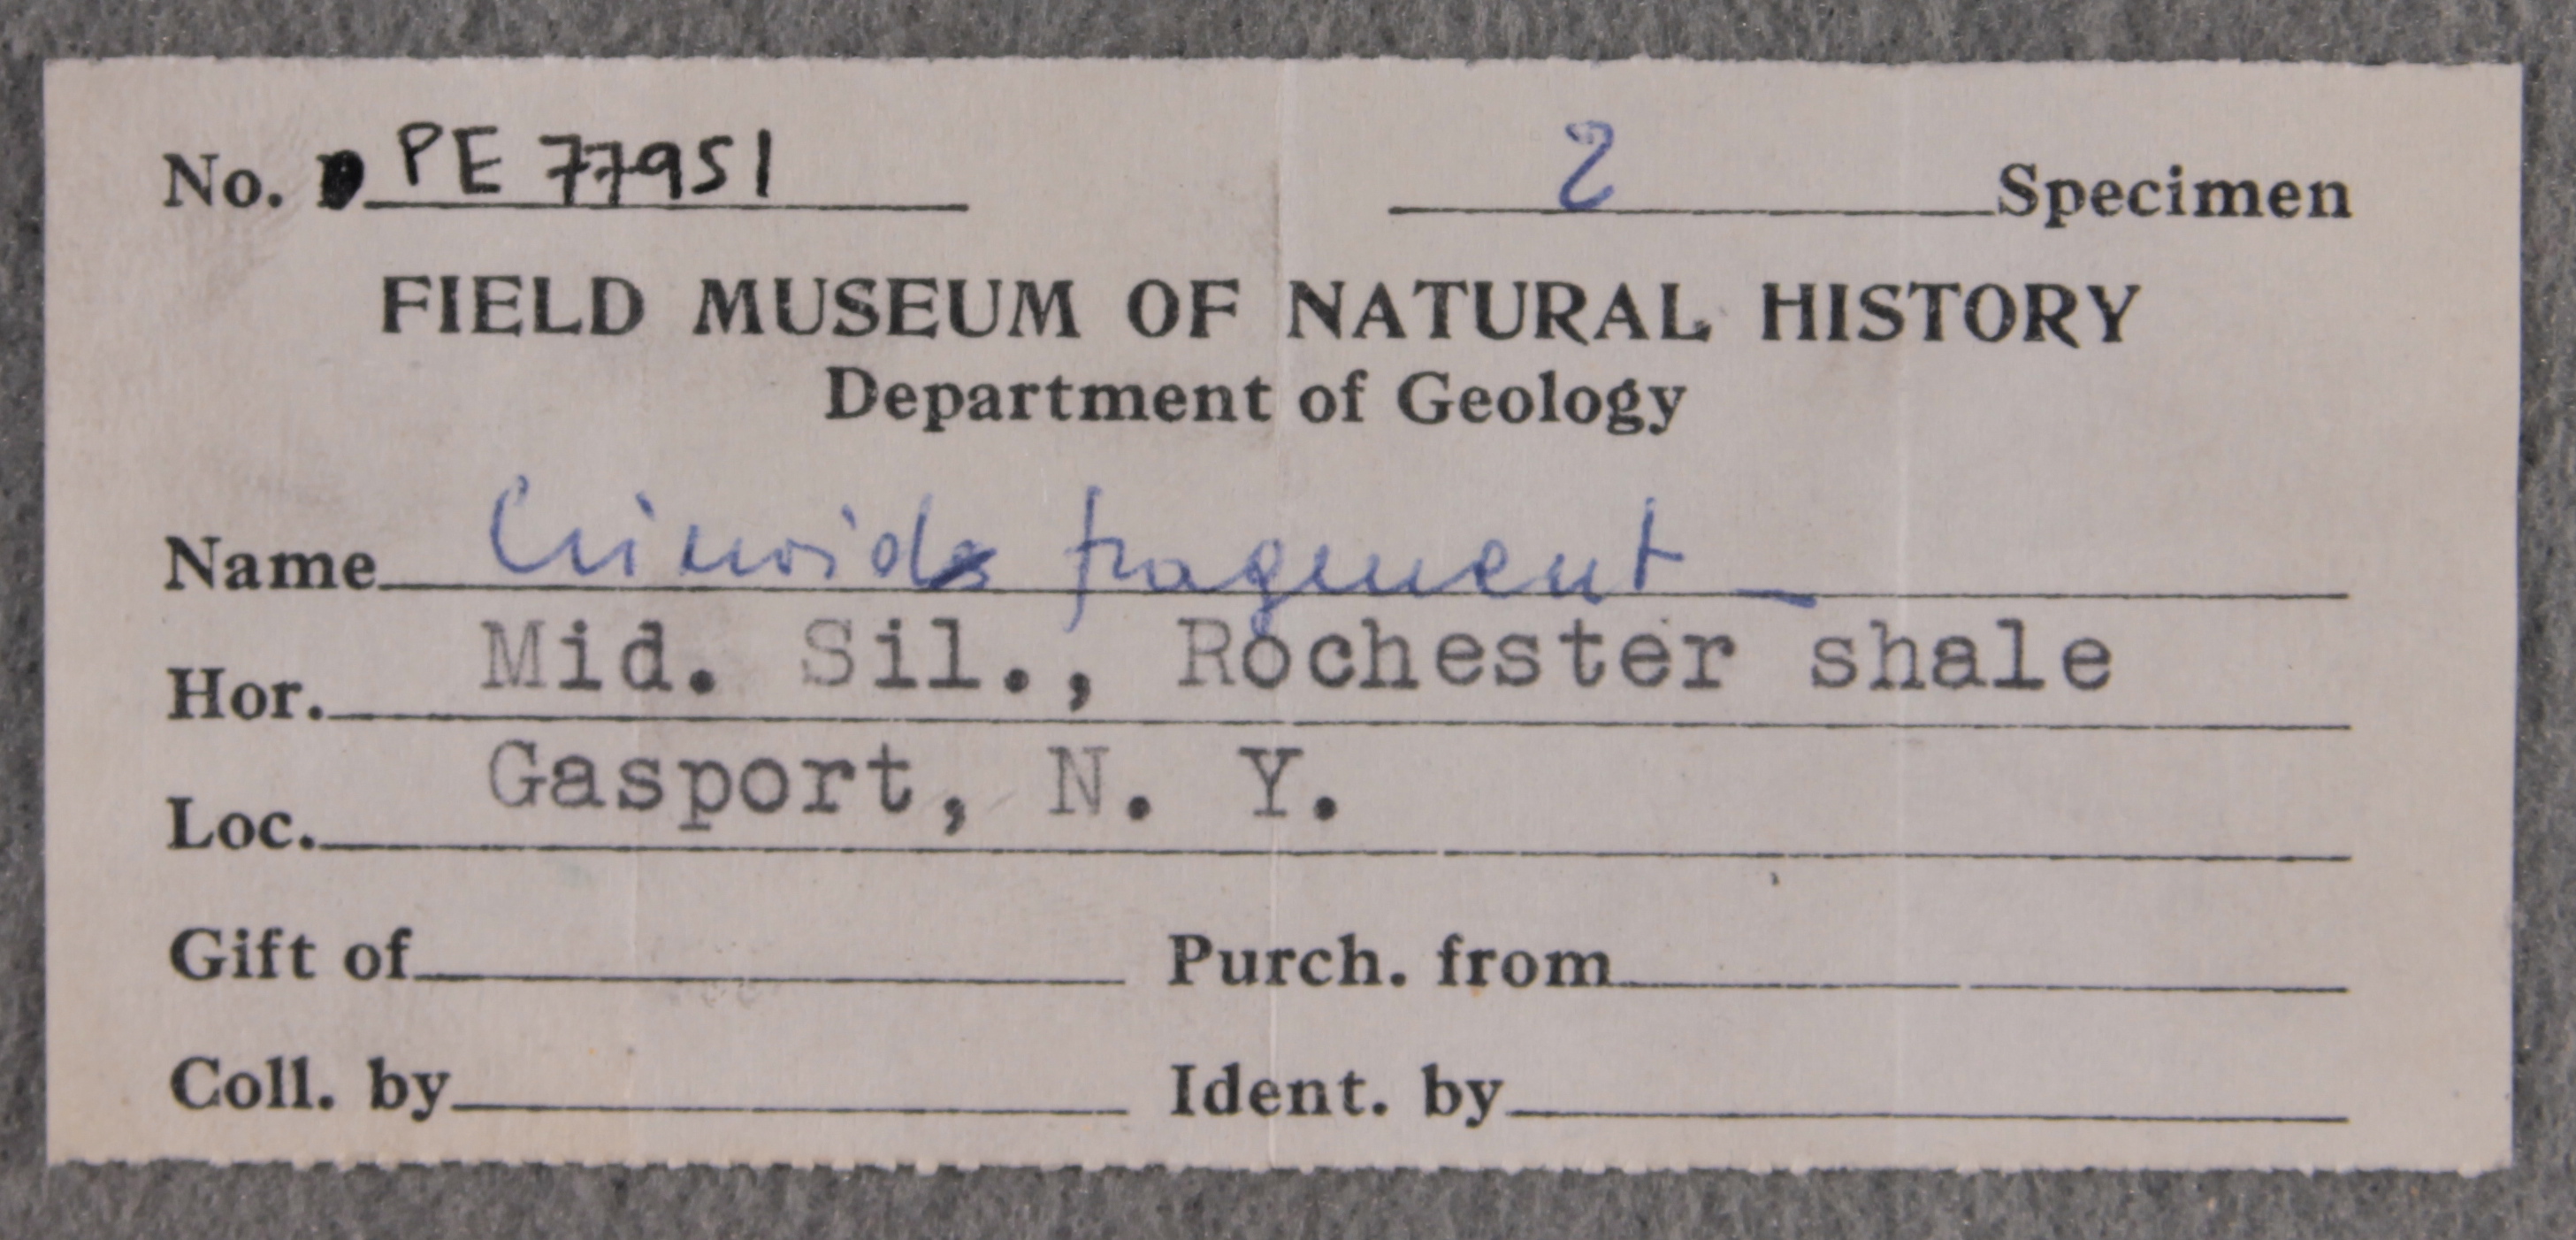 No. PE 77951 2 Specimen
FIELD MUSEUM OF NATURAL HISTORY
Department of Geology
Name Crinoids fragment
Hor. Mid. Sil., Rochester shale
Loc. Gasport, N. Y.
Gift of Purch. from
Coll. by Ident. by